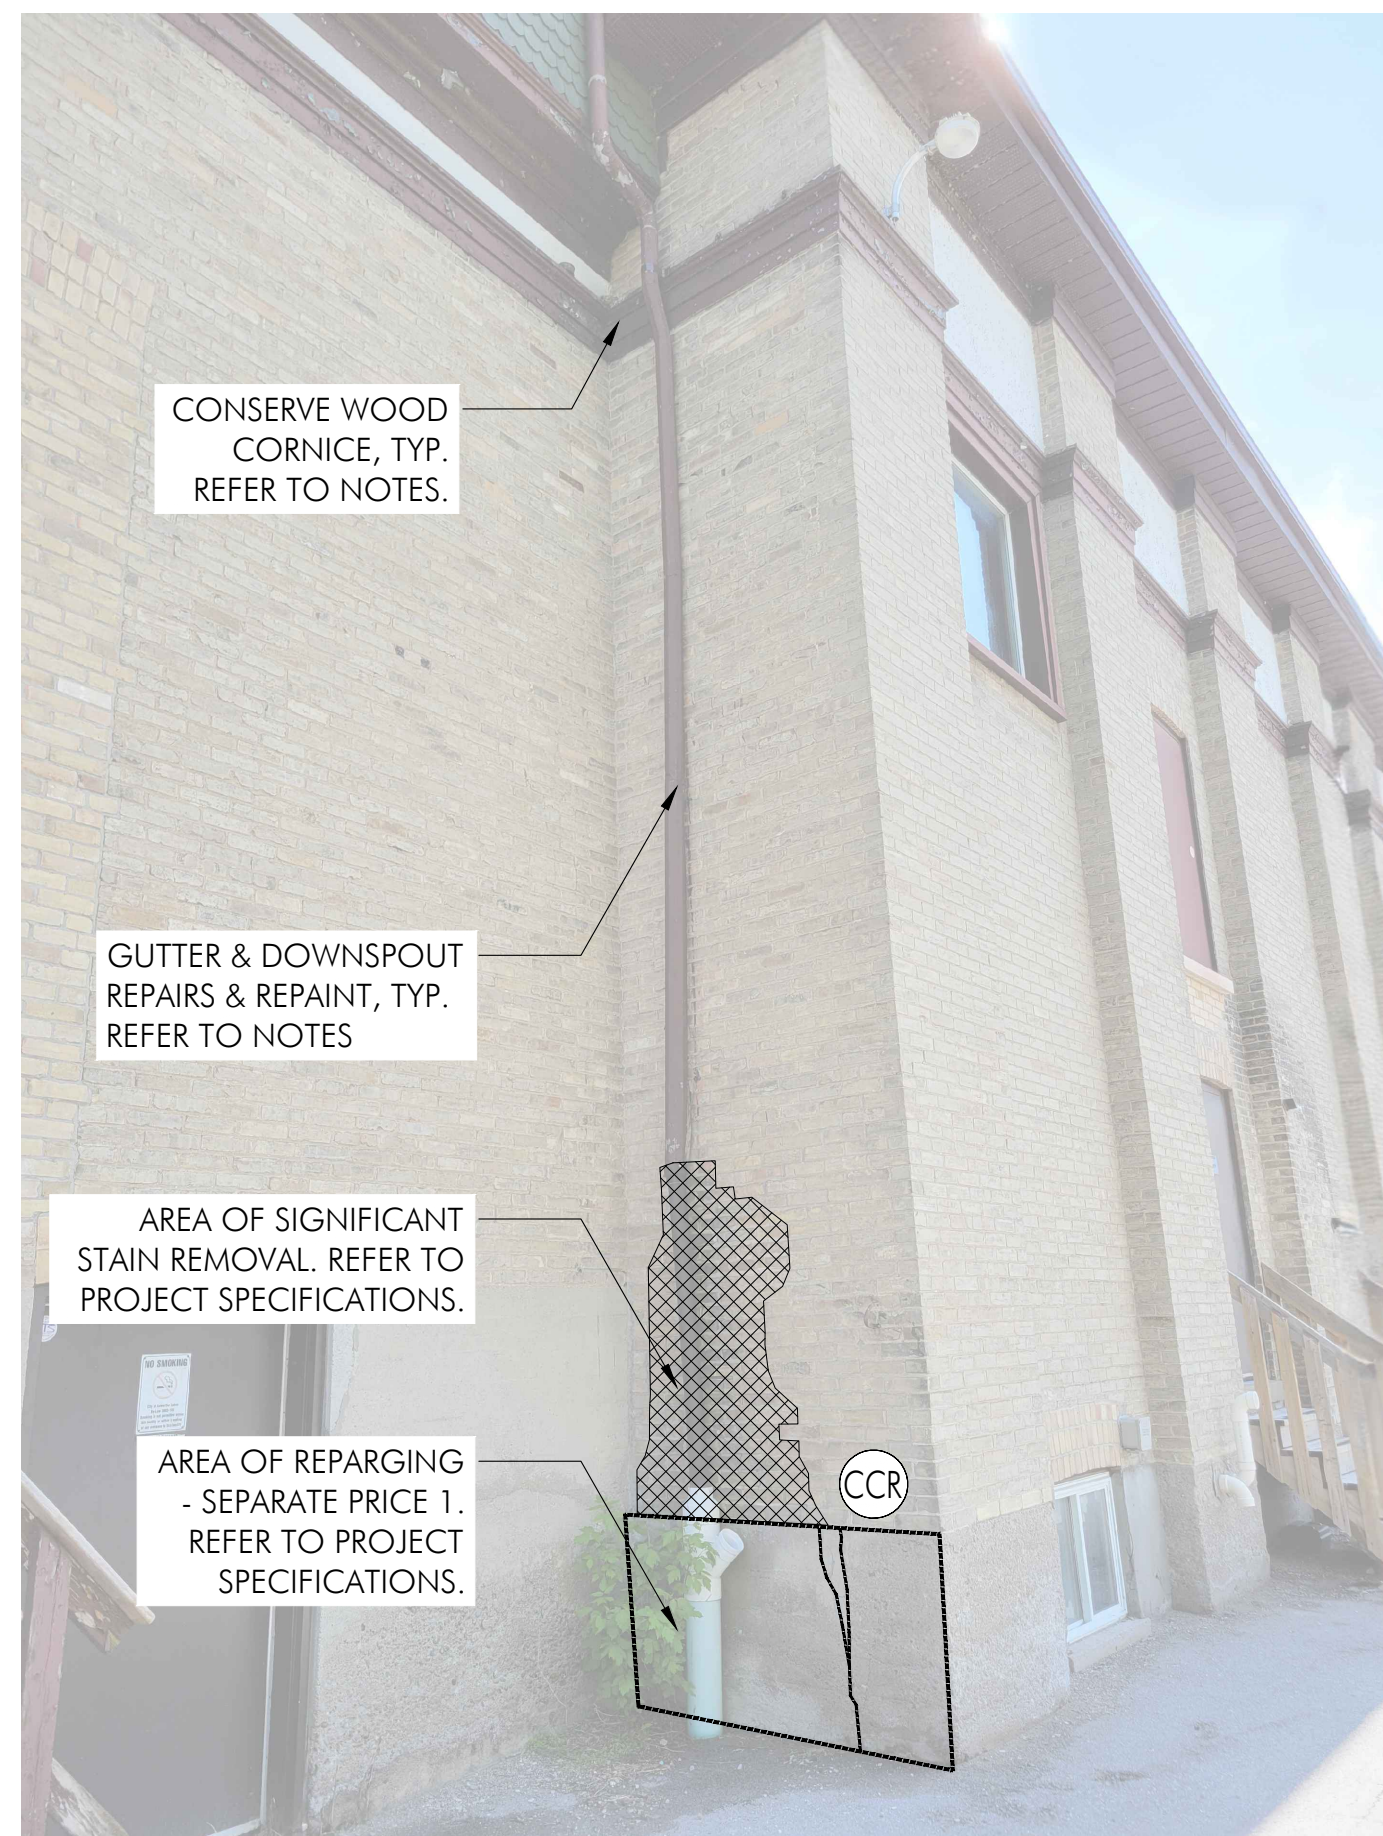 CONSERVE WOOD
CORNICE, TYP.
REFER TO NOTES.
GUTTER & DOWNSPOUT
REPAIRS & REPAINT, TYP.
REFER TO NOTES
AREA OF SIGNIFICANT
STAIN REMOVAL. REFER TO
PROJECT SPECIFICATIONS.
NO SMOKING
AREA OF REPARGING
- SEPARATE PRICE 1.
REFER TO PROJECT
SPECIFICATIONS.
CCR